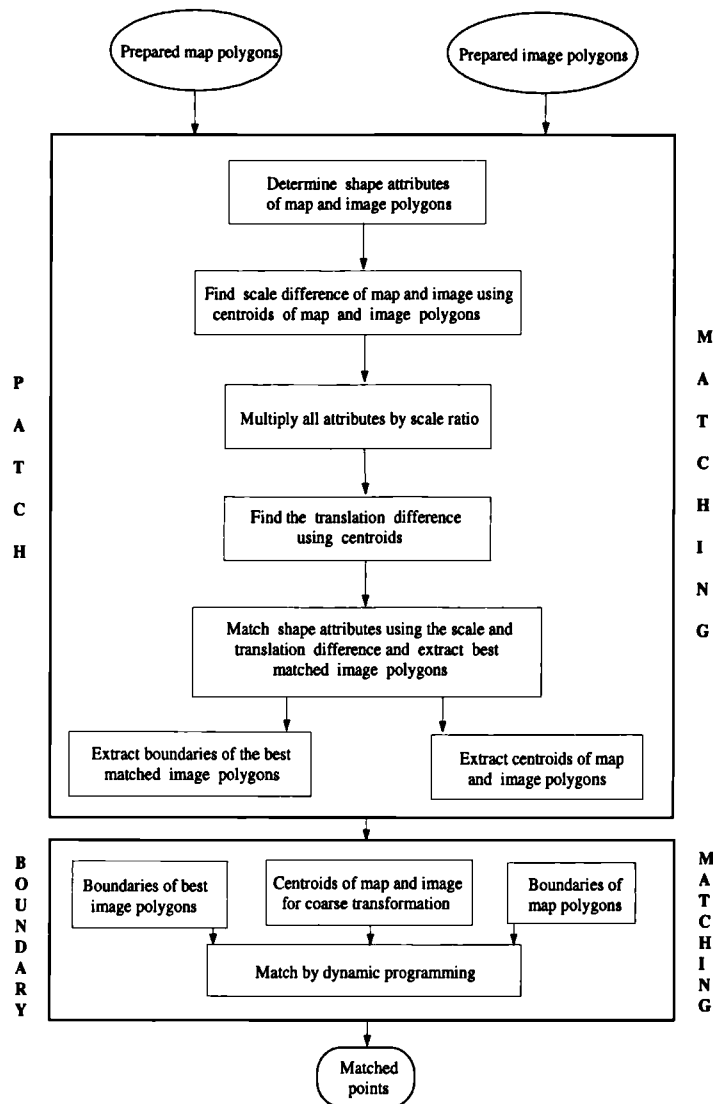 Prepared map polygons
Prepared image polygons
Determine shape attributes
of map and image polygons
Find scale difference of map and image using
centroids of map and image polygons
Multiply all attributes by scale ratio
Find the translation difference
using centroids
Match shape attributes using the scale and
translation difference and extract best
matched image polygons
Extract boundaries of the best
matched image polygons
Extract centroids of map
and image polygons
PATCH
MATCHING
Boundaries of best
image polygons
Centroids of map and image
for coarse transformation
Boundaries of
map polygons
Match by dynamic programming
BOUNDARY
MATCHING
Matched
points